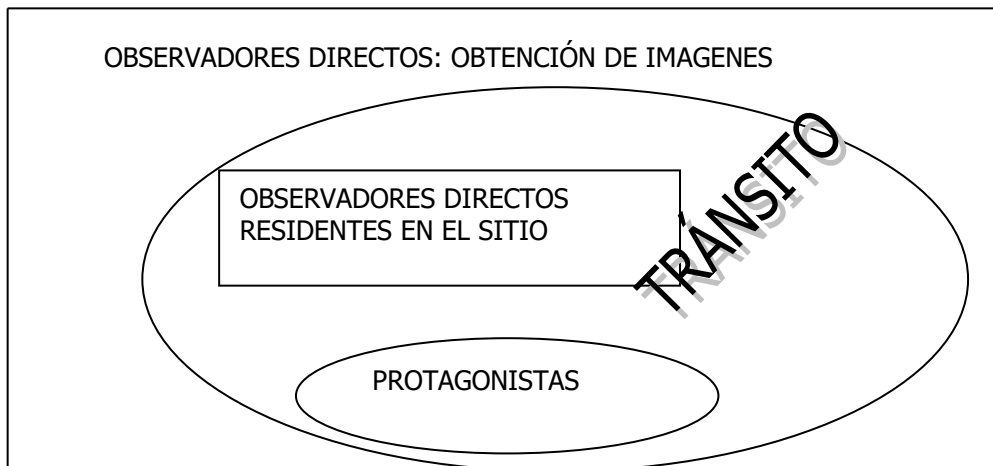 OBSERVADORES DIRECTOS: OBTENCIÓN DE IMAGENES
TRÁNSITO
OBSERVADORES DIRECTOS
RESIDENTES EN EL SITIO
PROTAGONISTAS